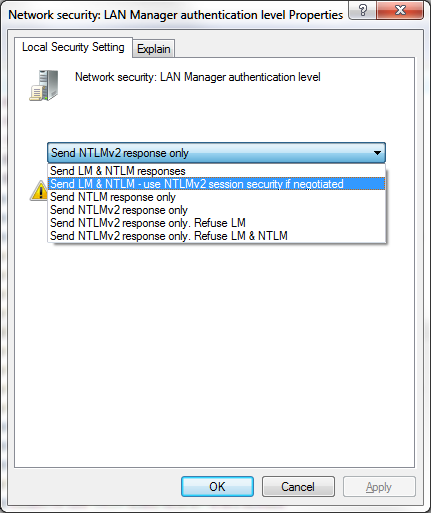 Network security: LAN Manager authentication level Properties
Local Security Setting
Explain
Network security: LAN Manager authentication level
Send NTLMv2 response only
Send LM & NTLM responses
Send LM & NTLM - use NTLMv2 session security if negotiated
Send NTLM response only
Send NTLMv2 response only
Send NTLMv2 response only. Refuse LM
Send NTLMv2 response only. Refuse LM & NTLM
OK
Cancel
Apply